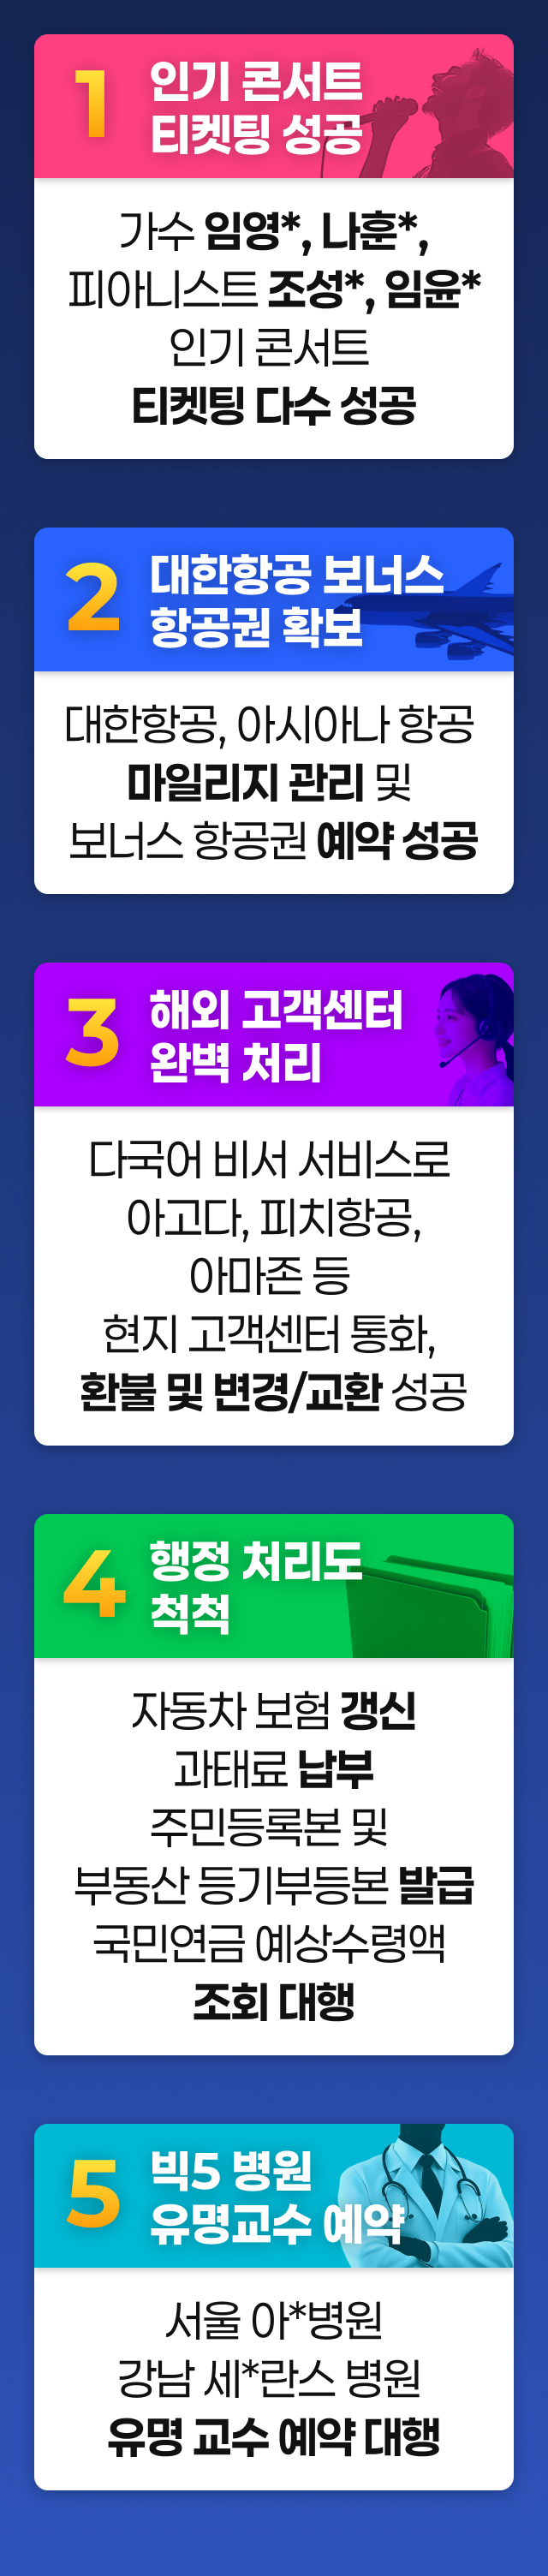 1
인기 콘서트
티켓팅 성공
가수 임영*, 나훈*,
피아니스트 조성*, 임윤*
인기 콘서트
티켓팅 다수 성공
2
대한항공 보너스
항공권 확보
대한항공, 아시아나 항공
마일리지 관리 및
보너스 항공권 예약 성공
3
해외 고객센터
완벽 처리
다국어 비서 서비스로
아고다, 피치항공,
아마존 등
현지 고객센터 통화,
환불 및 변경/교환 성공
4
행정 처리도
척척
자동차 보험 갱신
과태료 납부
주민등록본 및
부동산 등기부등본 발급
국민연금 예상수령액
조회 대행
5
빅5 병원
유명교수 예약
서울 아*병원
강남 세*란스 병원
유명 교수 예약 대행